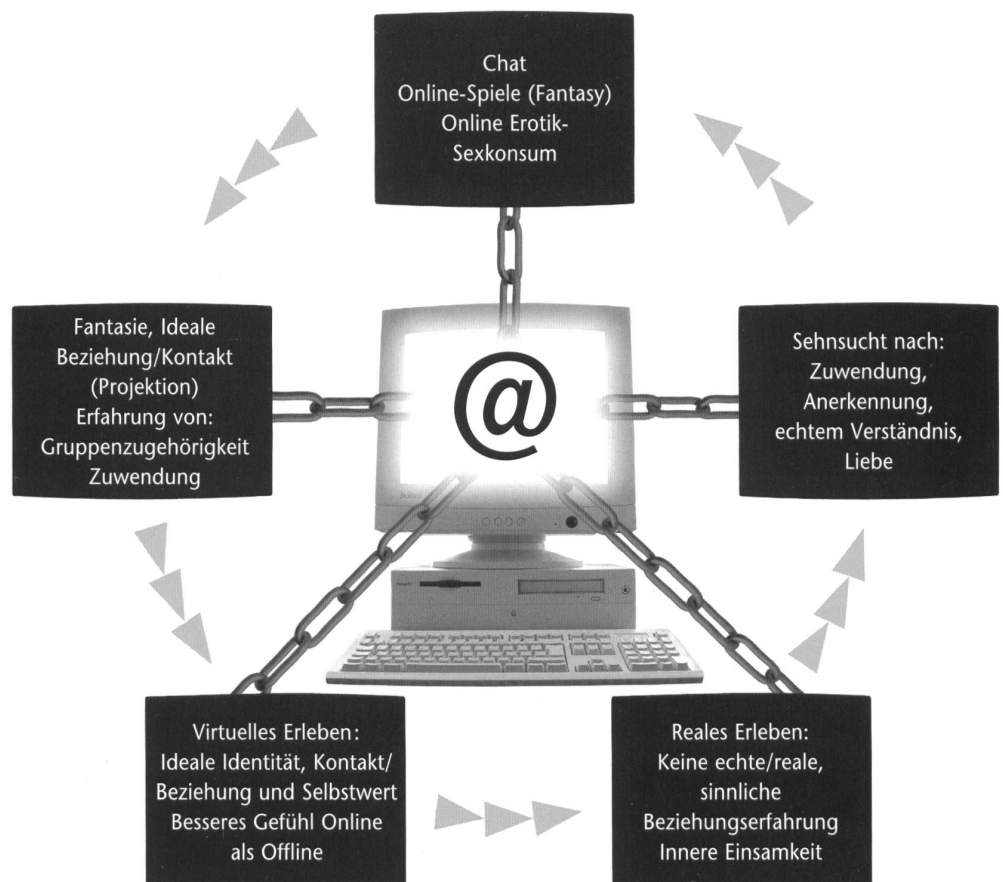 Chat
Online-Spiele (Fantasy)
Online Erotik-
Sexkonsum
Fantasie, Ideale
Beziehung/Kontakt
(Projektion)
Erfahrung von:
Gruppenzugehörigkeit
Zuwendung
@
Sehnsucht nach:
Zuwendung,
Anerkennung,
echtem Verständnis,
Liebe
Virtuelles Erleben:
Ideale Identität, Kontakt/
Beziehung und Selbstwert
Besseres Gefühl Online
als Offline
Reales Erleben:
Keine echte/reale,
sinnliche
Beziehungserfahrung
Innere Einsamkeit